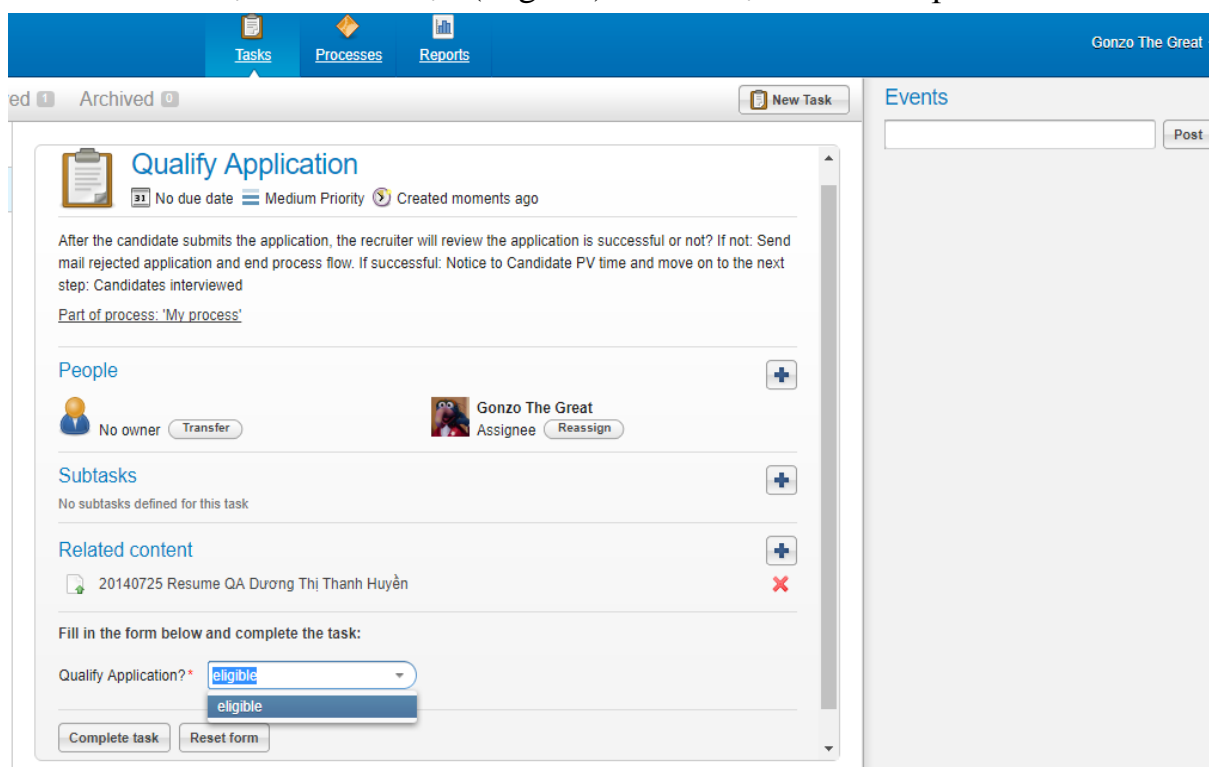 Tasks
Processes
Reports
Gonzo The Great
ed 1 Archived 0
New Task
Events
Post
Qualify Application
31 No due date Medium Priority Created moments ago
After the candidate submits the application, the recruiter will review the application is successful or not? If not: Send
mail rejected application and end process flow. If successful: Notice to Candidate PV time and move on to the next
step: Candidates interviewed
Part of process: 'My process'
People
No owner Transfer
Gonzo The Great
Assignee Reassign
Subtasks
No subtasks defined for this task
Related content
20140725 Resume QA Dương Thị Thanh Huyền
Fill in the form below and complete the task:
Qualify Application?* eligible
eligible
Complete task Reset form